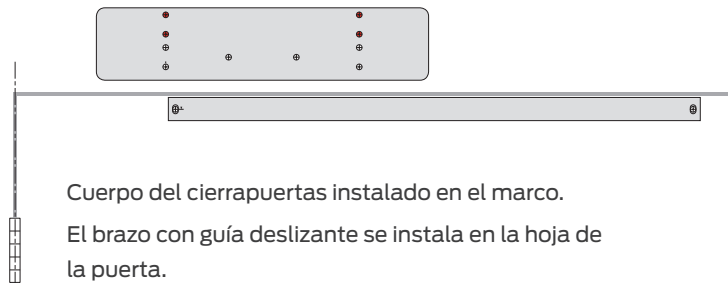 Cuerpo del cierrapuertas instalado en el marco.
El brazo con guía deslizante se instala en la hoja de
la puerta.